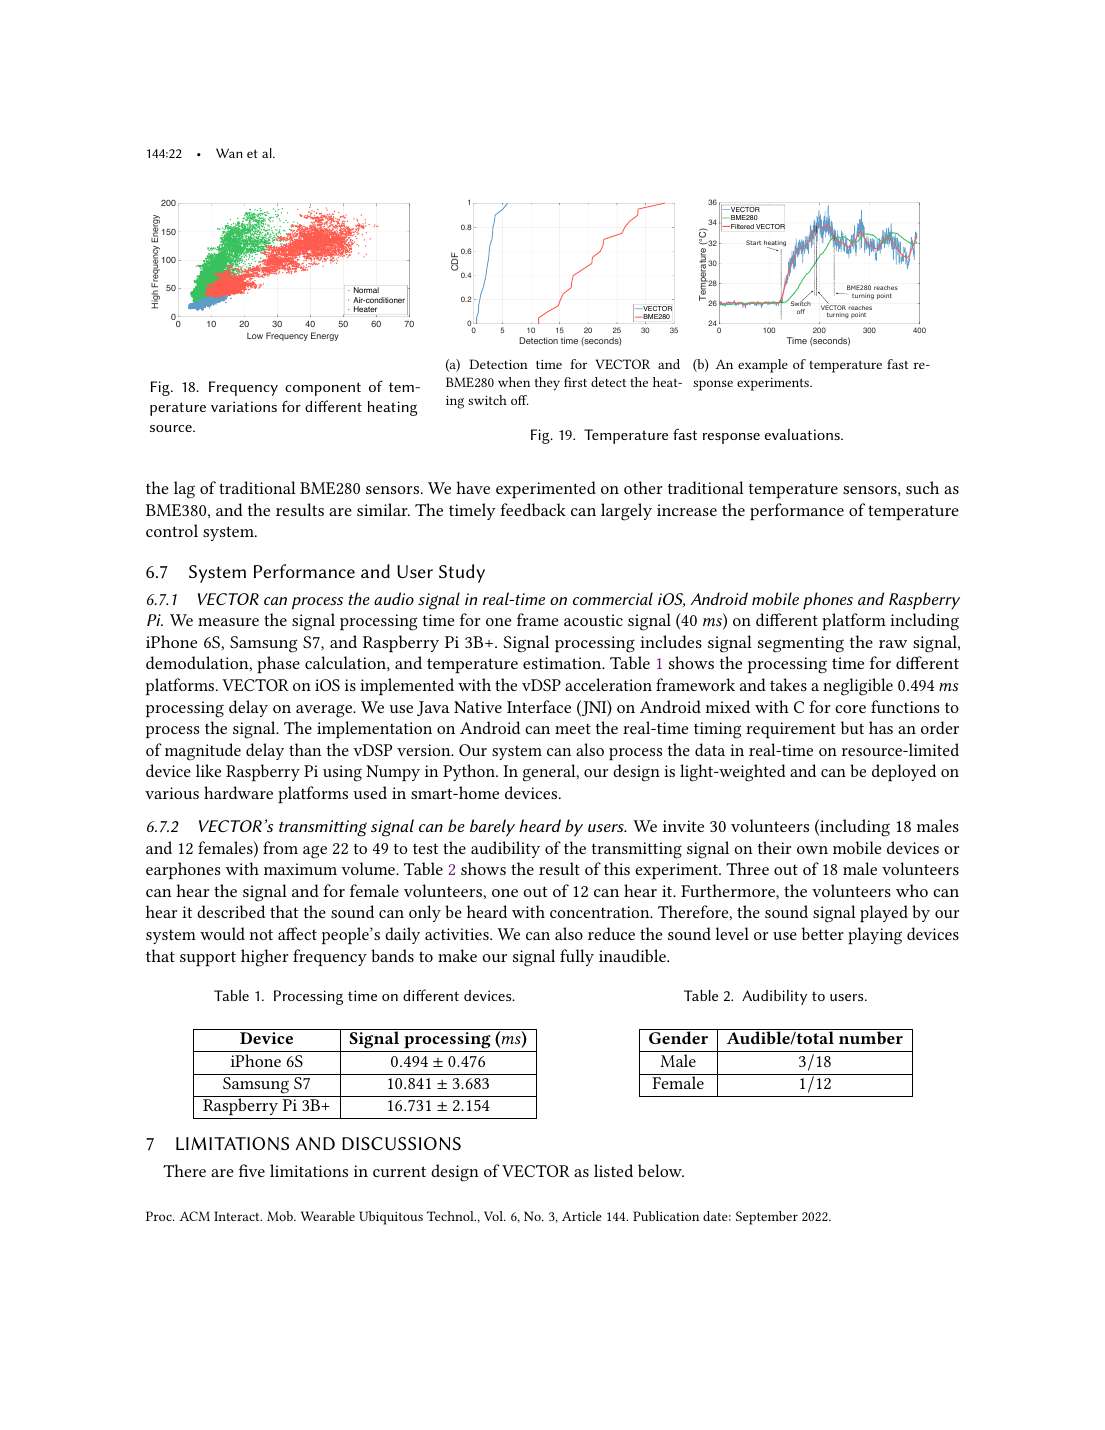 144:22 • Wan et al.
200
150
100
50
0
High Frequency Energy
0 10 20 30 40 50 60 70
Low Frequency Energy
Normal
Air-conditioner
Heater
Fig. 18. Frequency component of tem-
perature variations for different heating
source.
1
0.8
0.6
0.4
0.2
0
CDF
0 5 10 15 20 25 30 35
Detection time (seconds)
VECTOR
BME280
(a) Detection time for VECTOR and
BME280 when they first detect the heat-
ing switch off.
36
34
32
30
28
26
24
Temperature (°C)
VECTOR
BME280
Filtered VECTOR
Start heating
Switch
off
VECTOR reaches
turning point
BME280 reaches
turning point
0 100 200 300 400
Time (seconds)
(b) An example of temperature fast re-
sponse experiments.
Fig. 19. Temperature fast response evaluations.
the lag of traditional BME280 sensors. We have experimented on other traditional temperature sensors, such as
BME380, and the results are similar. The timely feedback can largely increase the performance of temperature
control system.
6.7 System Performance and User Study
6.7.1 VECTOR can process the audio signal in real-time on commercial iOS, Android mobile phones and Raspberry
Pi. We measure the signal processing time for one frame acoustic signal (40 ms) on different platform including
iPhone 6S, Samsung S7, and Raspberry Pi 3B+. Signal processing includes signal segmenting the raw signal,
demodulation, phase calculation, and temperature estimation. Table 1 shows the processing time for different
platforms. VECTOR on iOS is implemented with the vDSP acceleration framework and takes a negligible 0.494 ms
processing delay on average. We use Java Native Interface (JNI) on Android mixed with C for core functions to
process the signal. The implementation on Android can meet the real-time timing requirement but has an order
of magnitude delay than the vDSP version. Our system can also process the data in real-time on resource-limited
device like Raspberry Pi using Numpy in Python. In general, our design is light-weighted and can be deployed on
various hardware platforms used in smart-home devices.
6.7.2 VECTOR's transmitting signal can be barely heard by users. We invite 30 volunteers (including 18 males
and 12 females) from age 22 to 49 to test the audibility of the transmitting signal on their own mobile devices or
earphones with maximum volume. Table 2 shows the result of this experiment. Three out of 18 male volunteers
can hear the signal and for female volunteers, one out of 12 can hear it. Furthermore, the volunteers who can
hear it described that the sound can only be heard with concentration. Therefore, the sound signal played by our
system would not affect people's daily activities. We can also reduce the sound level or use better playing devices
that support higher frequency bands to make our signal fully inaudible.
Table 1. Processing time on different devices.
Device Signal processing (ms)
iPhone 6S 0.494 ± 0.476
Samsung S7 10.841 ± 3.683
Raspberry Pi 3B+ 16.731 ± 2.154
Table 2. Audibility to users.
Gender Audible/total number
Male 3/18
Female 1/12
7 LIMITATIONS AND DISCUSSIONS
There are five limitations in current design of VECTOR as listed below.
Proc. ACM Interact. Mob. Wearable Ubiquitous Technol., Vol. 6, No. 3, Article 144. Publication date: September 2022.